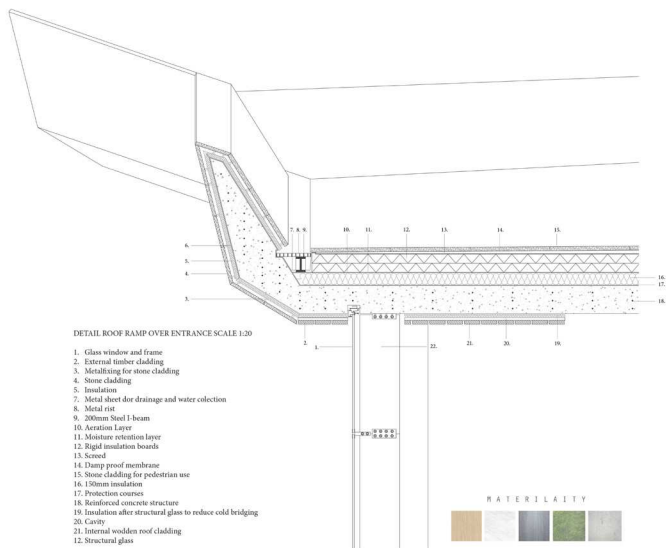 7. 8. 9. 10. 11. 12. 13. 14. 15.
6.
5.
4.
3.
16.
17.
18.
2. 1. 22. 21. 20. 19.
DETAIL ROOF RAMP OVER ENTRANCE SCALE 1:20
1. Glass window and frame
2. External timber cladding
3. Metalfixing for stone cladding
4. Stone cladding
5. Insulation
7. Metal sheet dor drainage and water colection
8. Metal rist
9. 200mm Steel I-beam
10. Aeration Layer
11. Moisture retention layer
12. Rigid insulation boards
13. Screed
14. Damp proof membrane
15. Stone cladding for pedestrian use
16. 150mm insulation
17. Protection courses
18. Reinforced concrete structure
19. Insulation after structural glass to reduce cold bridging
20. Cavity
21. Internal wodden roof cladding
12. Structural glass
MATERILAITY